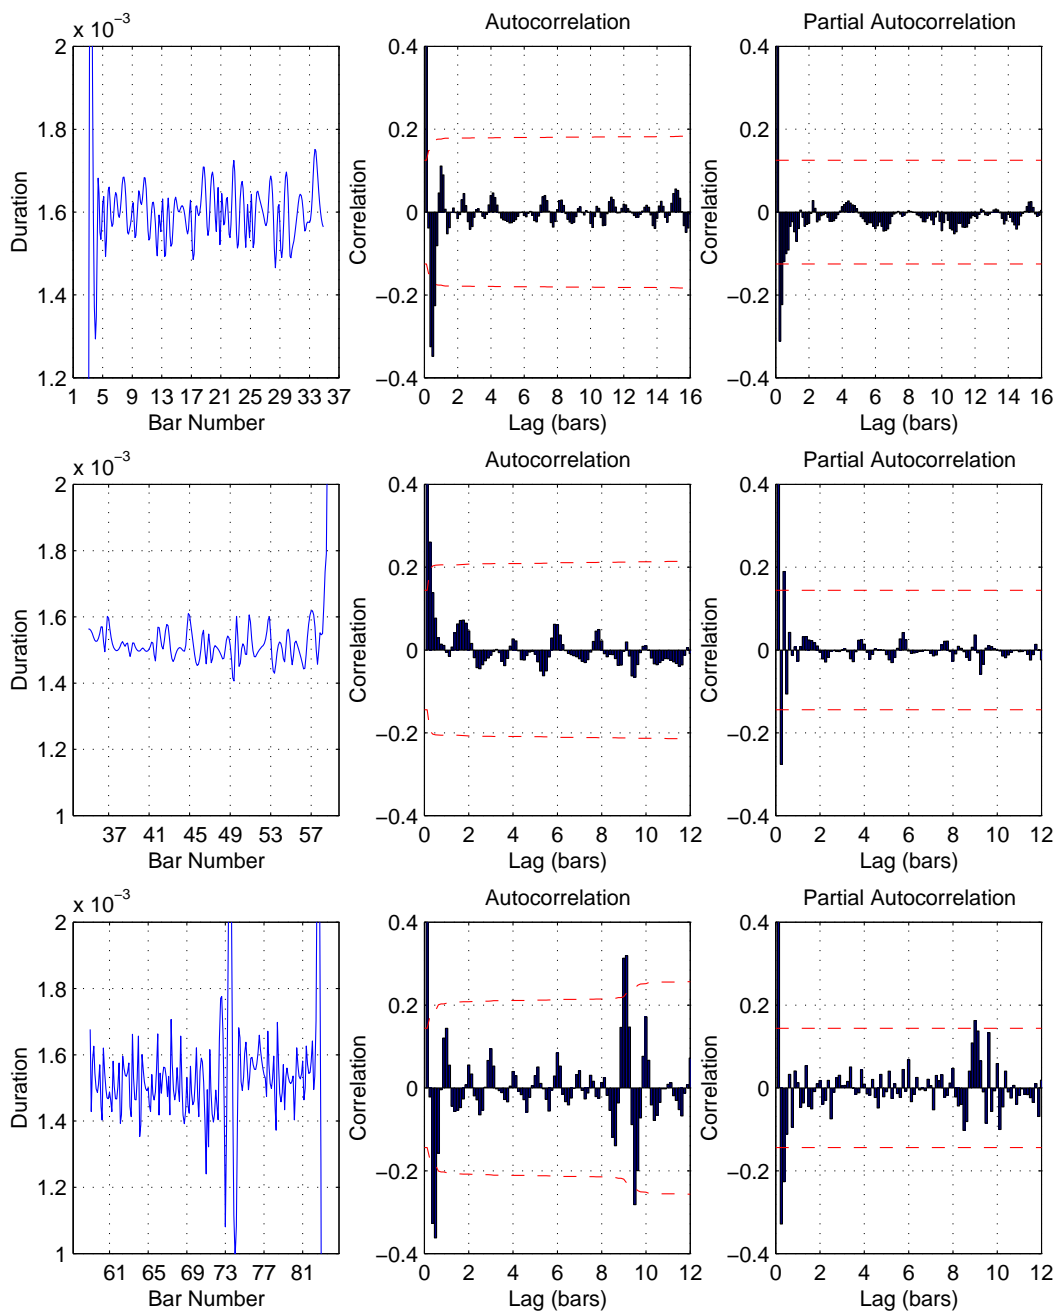 x 10⁻³
Autocorrelation
Partial Autocorrelation
2
1.8
1.6
1.4
1.2
Duration
1 5 9 13 17 21 25 29 33 37
Bar Number
0.4
0.2
0
−0.2
−0.4
Correlation
0 2 4 6 8 10 12 14 16
Lag (bars)
0.4
0.2
0
−0.2
−0.4
Correlation
0 2 4 6 8 10 12 14 16
Lag (bars)
x 10⁻³
Autocorrelation
Partial Autocorrelation
2
1.8
1.6
1.4
1.2
1
Duration
37 41 45 49 53 57
Bar Number
0.4
0.2
0
−0.2
−0.4
Correlation
0 2 4 6 8 10 12
Lag (bars)
0.4
0.2
0
−0.2
−0.4
Correlation
0 2 4 6 8 10 12
Lag (bars)
x 10⁻³
Autocorrelation
Partial Autocorrelation
2
1.8
1.6
1.4
1.2
1
Duration
61 65 69 73 77 81
Bar Number
0.4
0.2
0
−0.2
−0.4
Correlation
0 2 4 6 8 10 12
Lag (bars)
0.4
0.2
0
−0.2
−0.4
Correlation
0 2 4 6 8 10 12
Lag (bars)